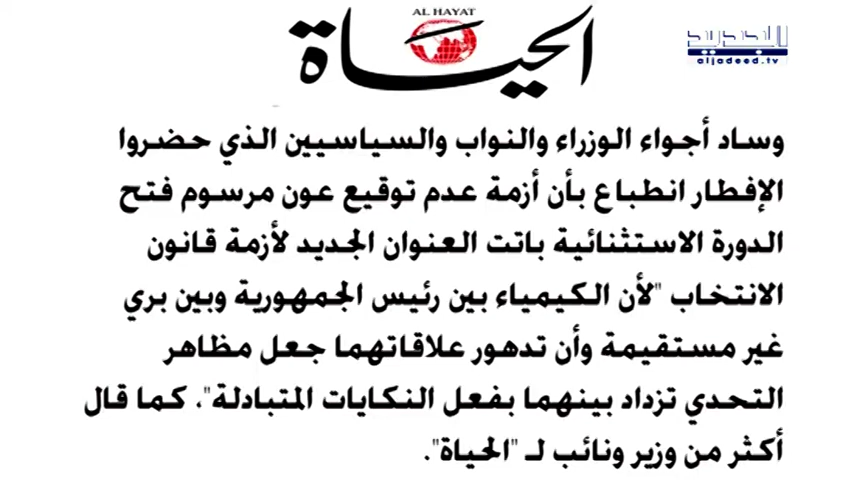 AL HAYAT
الحياة
الجديد
aljadeed.tv
وساد أجواء الوزراء والنواب والسياسيين الذي حضروا
الإفطار انطباع بأن أزمة عدم توقيع عون مرسوم فتح
الدورة الاستثنائية باتت العنوان الجديد لأزمة قانون
الانتخاب "لأن الكيمياء بين رئيس الجمهورية وبين بري
غير مستقيمة وأن تدهور علاقاتهما جعل مظاهر
التحدي تزداد بينهما بفعل النكايات المتبادلة"، كما قال
أكثر من وزير ونائب لـ "الحياة".